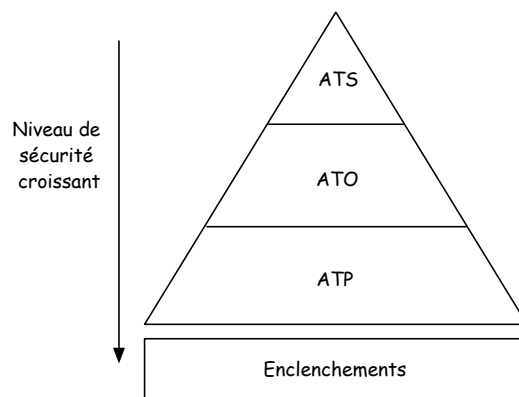 ATS
Niveau de
sécurité
croissant
ATO
ATP
Enclenchements